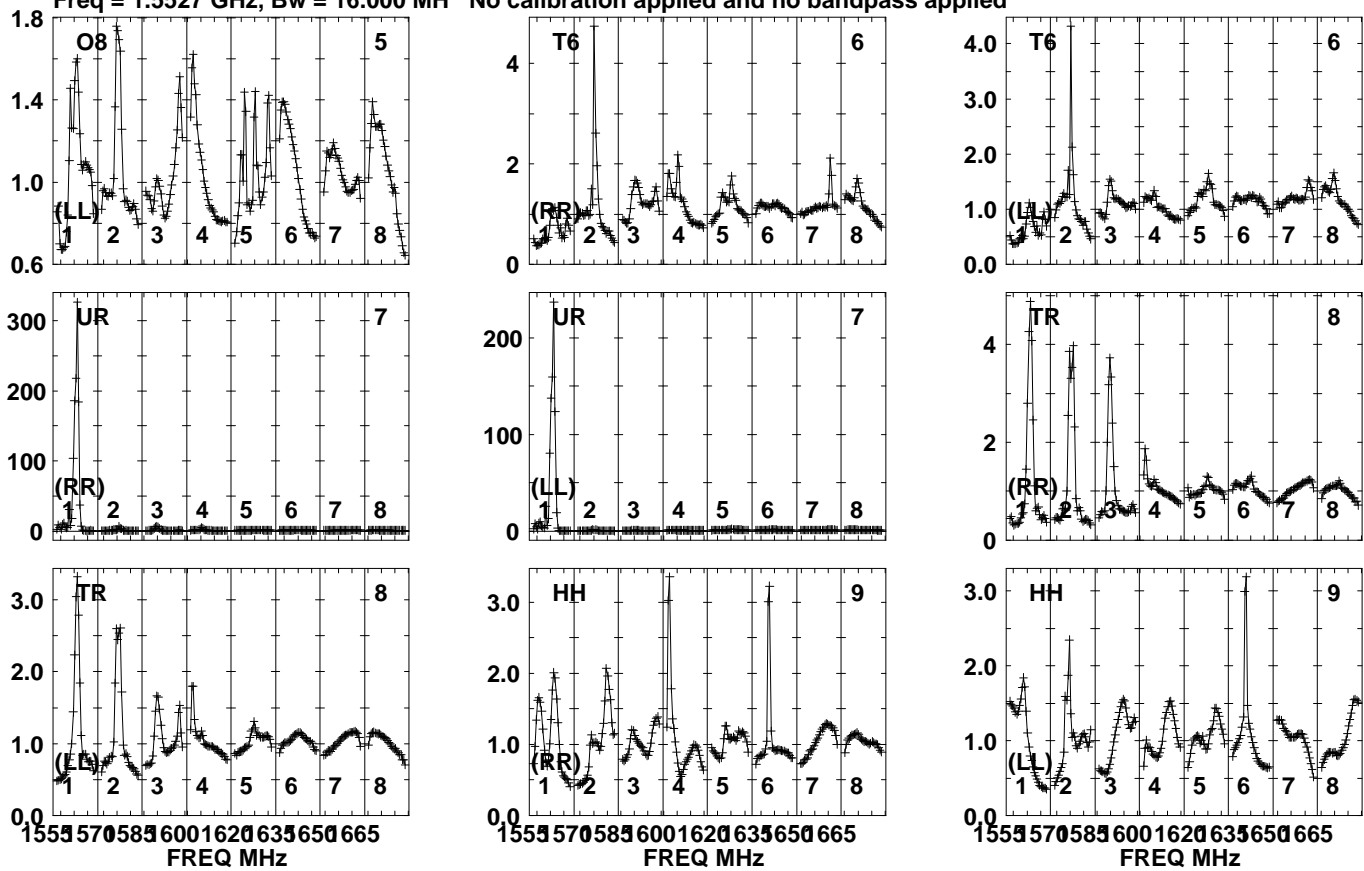 Freq = 1.5527 GHz, Bw = 16.000 MH No calibration applied and no bandpass applied
1.8
1.4
1.0
0.6
O8 5
(LL)
1 2 3 4 5 6 7 8
4
2
0
T6 6
(RR)
1 2 3 4 5 6 7 8
4.0
3.0
2.0
1.0
0.0
T6 6
(LL)
1 2 3 4 5 6 7 8
300
200
100
0
UR 7
(RR)
1 2 3 4 5 6 7 8
200
100
0
UR 7
(LL)
1 2 3 4 5 6 7 8
4
2
0
TR 8
(RR)
1 2 3 4 5 6 7 8
3.0
2.0
1.0
0.0
TR 8
(LL)
1 2 3 4 5 6 7 8
1555 1570 1585 1600 1620 1635 1650 1665
FREQ MHz
3.0
2.0
1.0
0.0
HH 9
(RR)
1 2 3 4 5 6 7 8
1555 1570 1585 1600 1620 1635 1650 1665
FREQ MHz
3.0
2.0
1.0
0.0
HH 9
(LL)
1 2 3 4 5 6 7 8
1555 1570 1585 1600 1620 1635 1650 1665
FREQ MHz